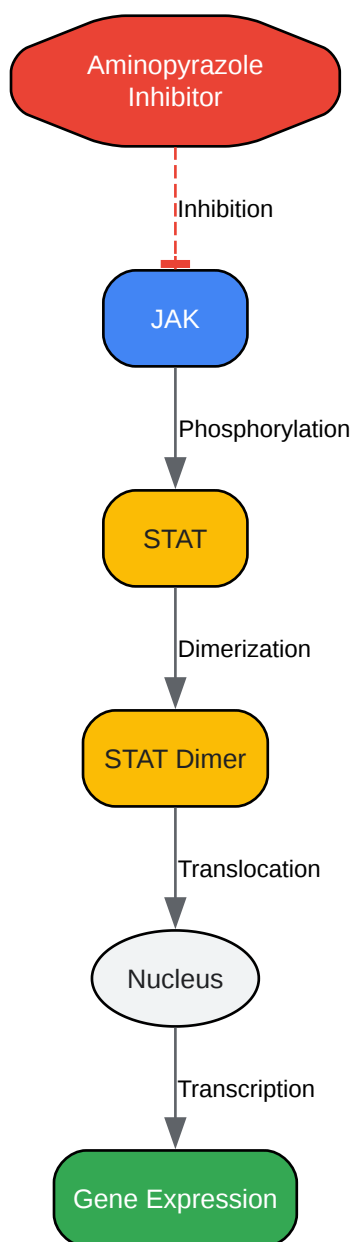 Aminopyrazole
Inhibitor
Inhibition
JAK
Phosphorylation
STAT
Dimerization
STAT Dimer
Translocation
Nucleus
Transcription
Gene Expression